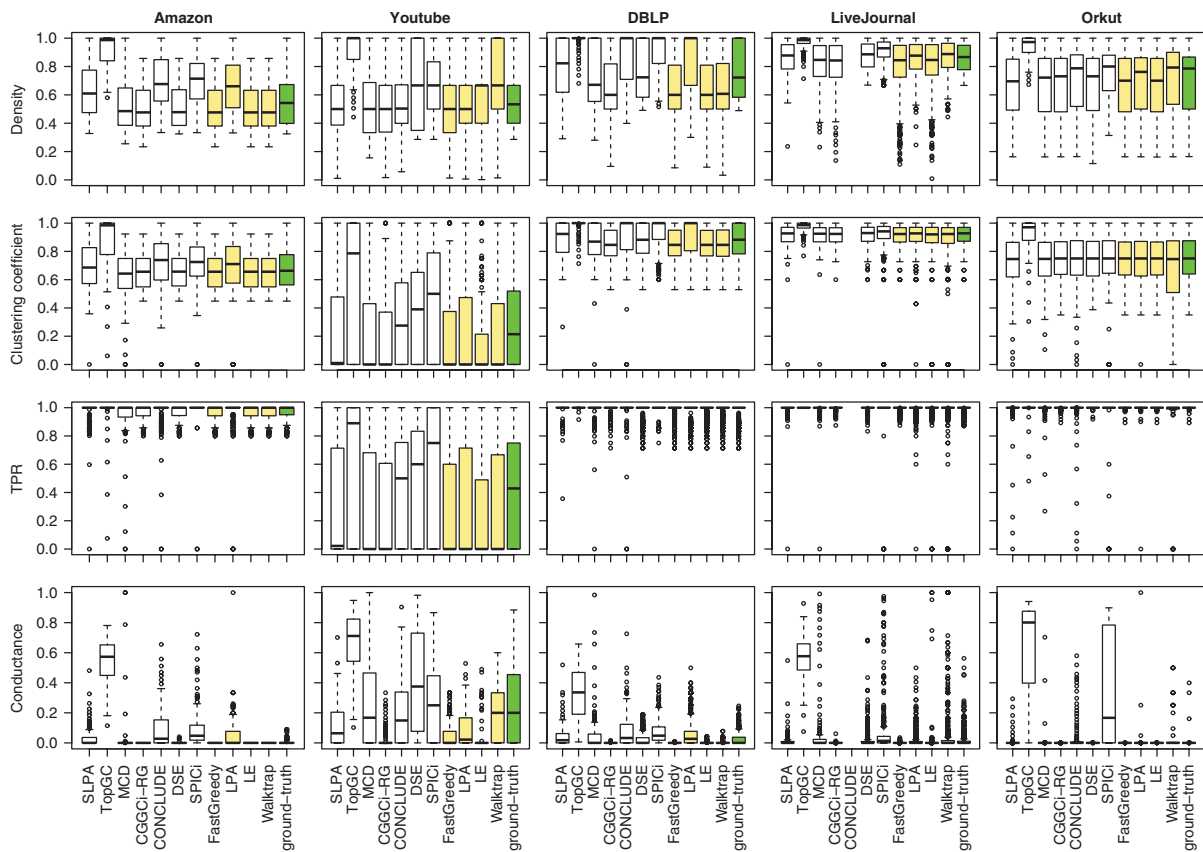 Amazon Youtube DBLP LiveJournal Orkut
Density
1.0
0.8
0.6
0.4
0.2
0.0
Clustering coefficient
1.0
0.8
0.6
0.4
0.2
0.0
TPR
1.0
0.8
0.6
0.4
0.2
0.0
Conductance
1.0
0.8
0.6
0.4
0.2
0.0
SLPA
TopGC
MCD
CGGCi-RG
CONCLUDE
DSE
SPICi
FastGreedy
LPA
LE
Walktrap
ground-truth
SLPA
TopGC
MCD
CGGCi-RG
CONCLUDE
DSE
SPICi
FastGreedy
LPA
LE
Walktrap
ground-truth
SLPA
TopGC
MCD
CGGCi-RG
CONCLUDE
DSE
SPICi
FastGreedy
LPA
LE
Walktrap
ground-truth
SLPA
TopGC
MCD
CGGCi-RG
CONCLUDE
DSE
SPICi
FastGreedy
LPA
LE
Walktrap
ground-truth
SLPA
TopGC
MCD
CGGCi-RG
CONCLUDE
DSE
SPICi
FastGreedy
LPA
LE
Walktrap
ground-truth